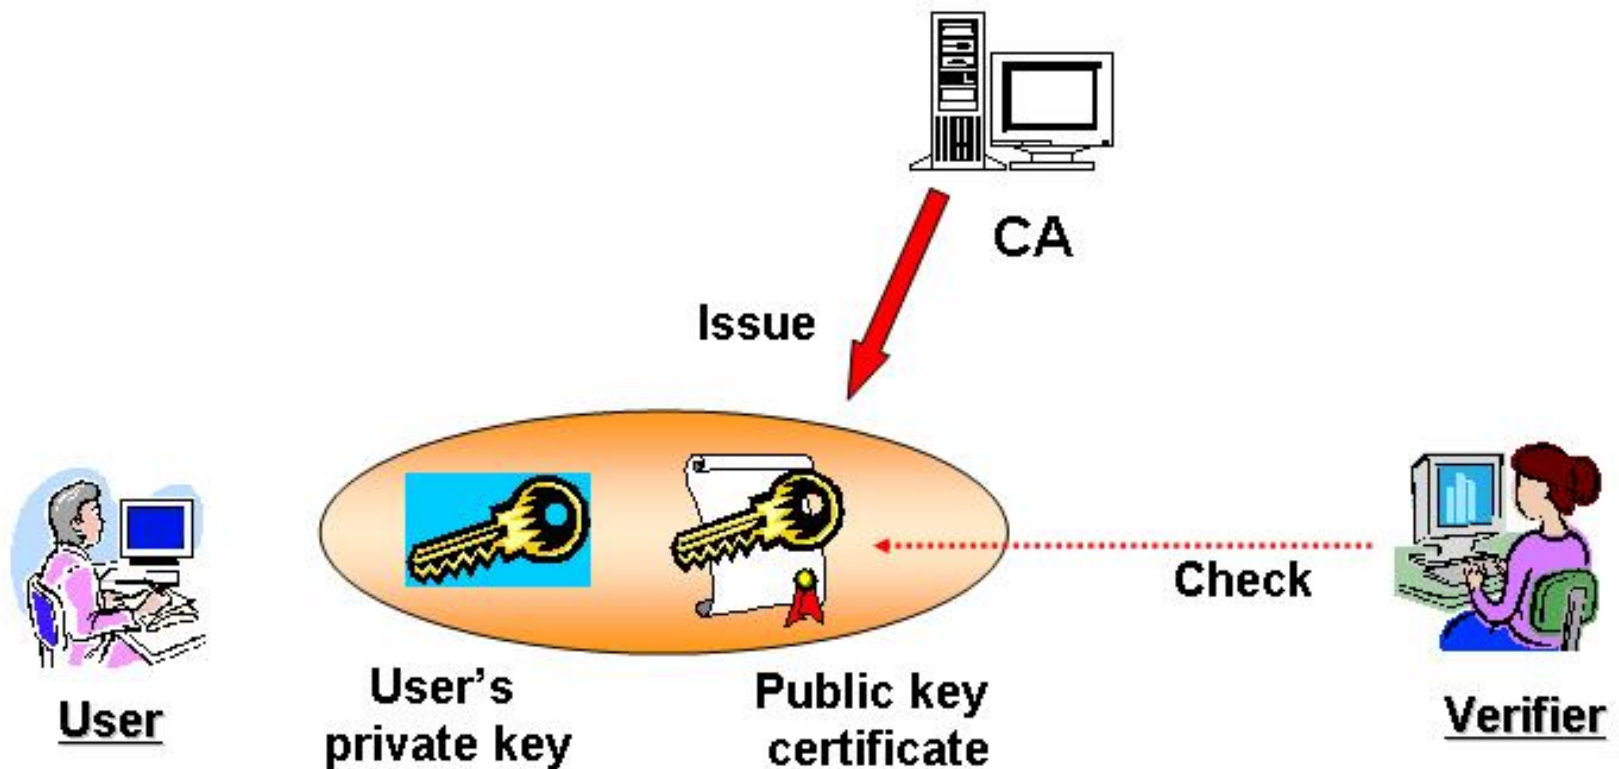 CA
Issue
Check
User
User's
private key
Public key
certificate
Verifier